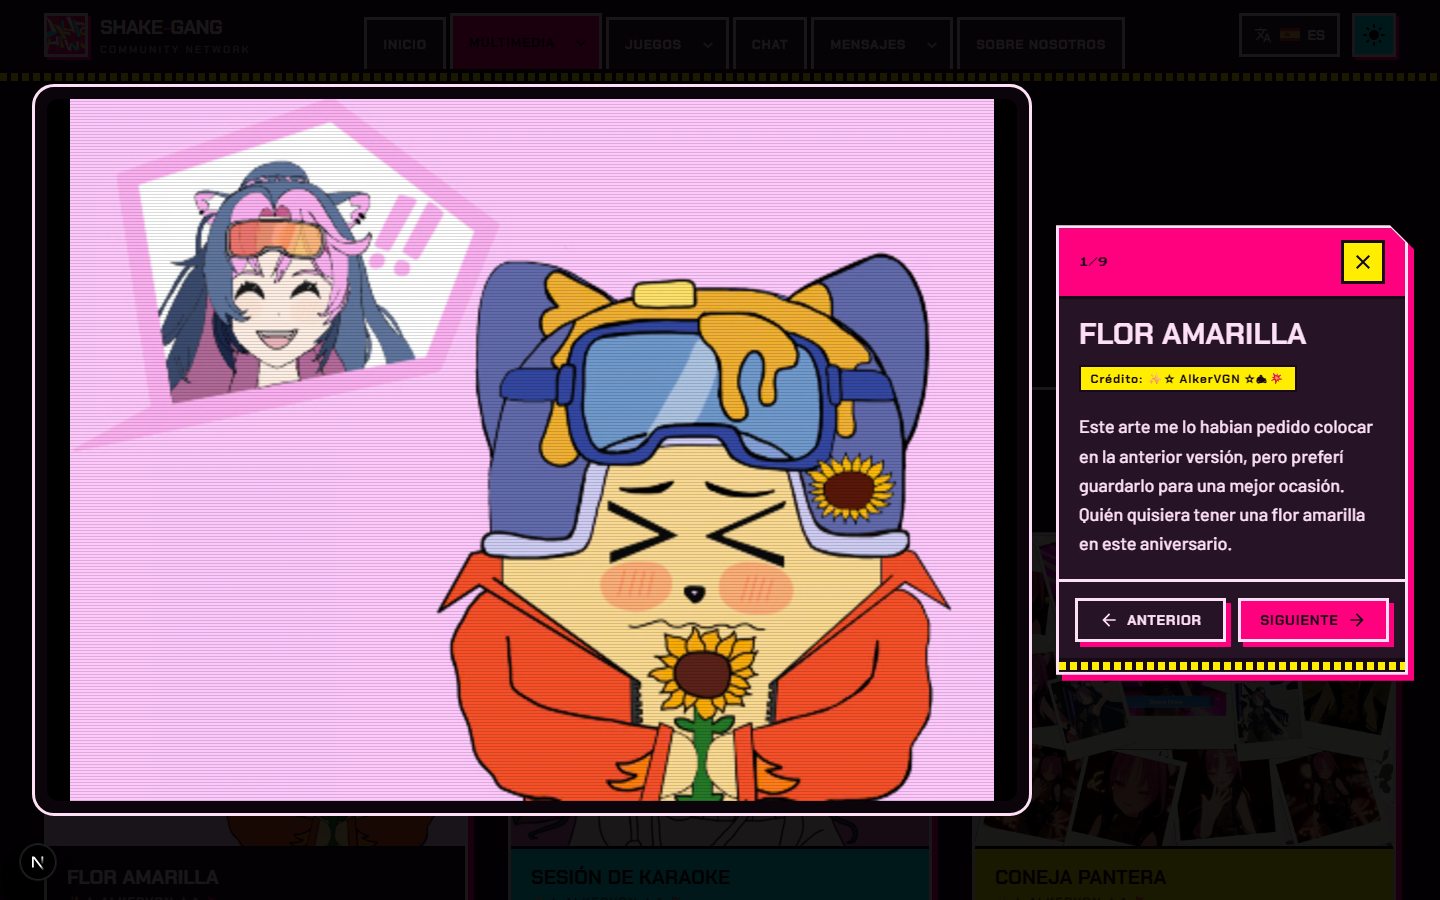 SHAKE-GANG
COMMUNITY NETWORK
INICIO
MULTIMEDIA
JUEGOS
CHAT
MENSAJES
SOBRE NOSOTROS
ES
!!
1/9
FLOR AMARILLA
Crédito: ☆ AlkerVGN ☆
Este arte me lo habian pedido colocar
en la anterior versión, pero preferí
guardarlo para una mejor ocasión.
Quién quisiera tener una flor amarilla
en este aniversario.
ANTERIOR
SIGUIENTE
FLOR AMARILLA
SESIÓN DE KARAOKE
CONEJA PANTERA